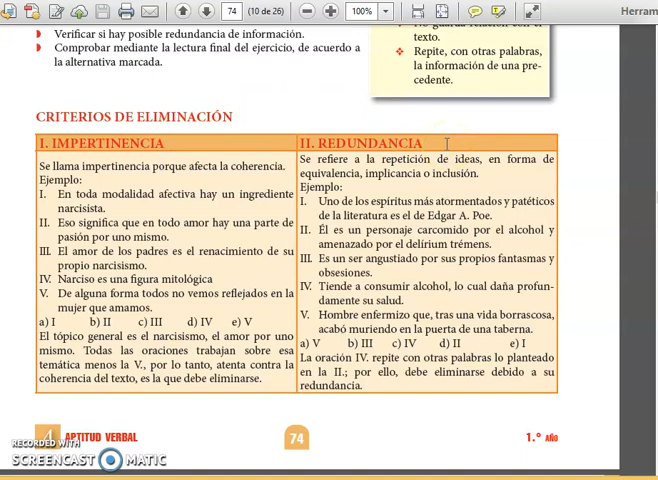 74
(10 de 26)
100%
Herram
Verificar si hay posible redundancia de información.
Comprobar mediante la lectura final del ejercicio, de acuerdo a
la alternativa marcada.
texto.
Repite, con otras palabras,
la información de una pre-
cedente.
CRITERIOS DE ELIMINACIÓN
I. IMPERTINENCIA
Se llama impertinencia porque afecta la coherencia.
Ejemplo:
I. En toda modalidad afectiva hay un ingrediente
narcisista.
II. Eso significa que en todo amor hay una parte de
pasión por uno mismo.
III. El amor de los padres es el renacimiento de su
propio narcisismo.
IV. Narciso es una figura mitológica
V. De alguna forma todos no vemos reflejados en la
mujer que amamos.
a) I b) II c) III d) IV e) V
El tópico general es el narcisismo, el amor por uno
mismo. Todas las oraciones trabajan sobre esa
temática menos la V., por lo tanto, atenta contra la
coherencia del texto, es la que debe eliminarse.
II. REDUNDANCIA
Se refiere a la repetición de ideas, en forma de
equivalencia, implicancia o inclusión.
Ejemplo:
I. Uno de los espíritus más atormentados y patéticos
de la literatura es el de Edgar A. Poe.
II. Él es un personaje carcomido por el alcohol y
amenazado por el delírium trémens.
III. Es un ser angustiado por sus propios fantasmas y
obsesiones.
IV. Tiende a consumir alcohol, lo cual daña profun-
damente su salud.
V. Hombre enfermizo que, tras una vida borrascosa,
acabó muriendo en la puerta de una taberna.
a) V b) III c) IV d) II e) I
La oración IV. repite con otras palabras lo planteado
en la II.; por ello, debe eliminarse debido a su
redundancia.
4 APTITUD VERBAL
74
1.º AÑO
RECORDED WITH
SCREENCAST MATIC